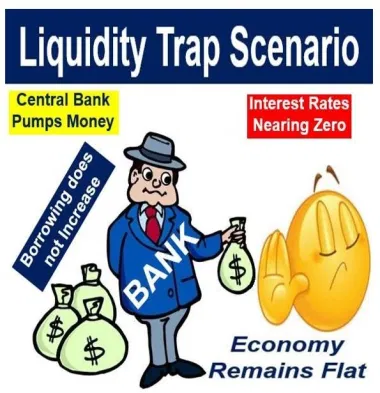 Liquidity Trap Scenario
Central Bank
Pumps Money
Interest Rates
Nearing Zero
Borrowing does
not Increase
BANK
$
$
$
$
Economy
Remains Flat